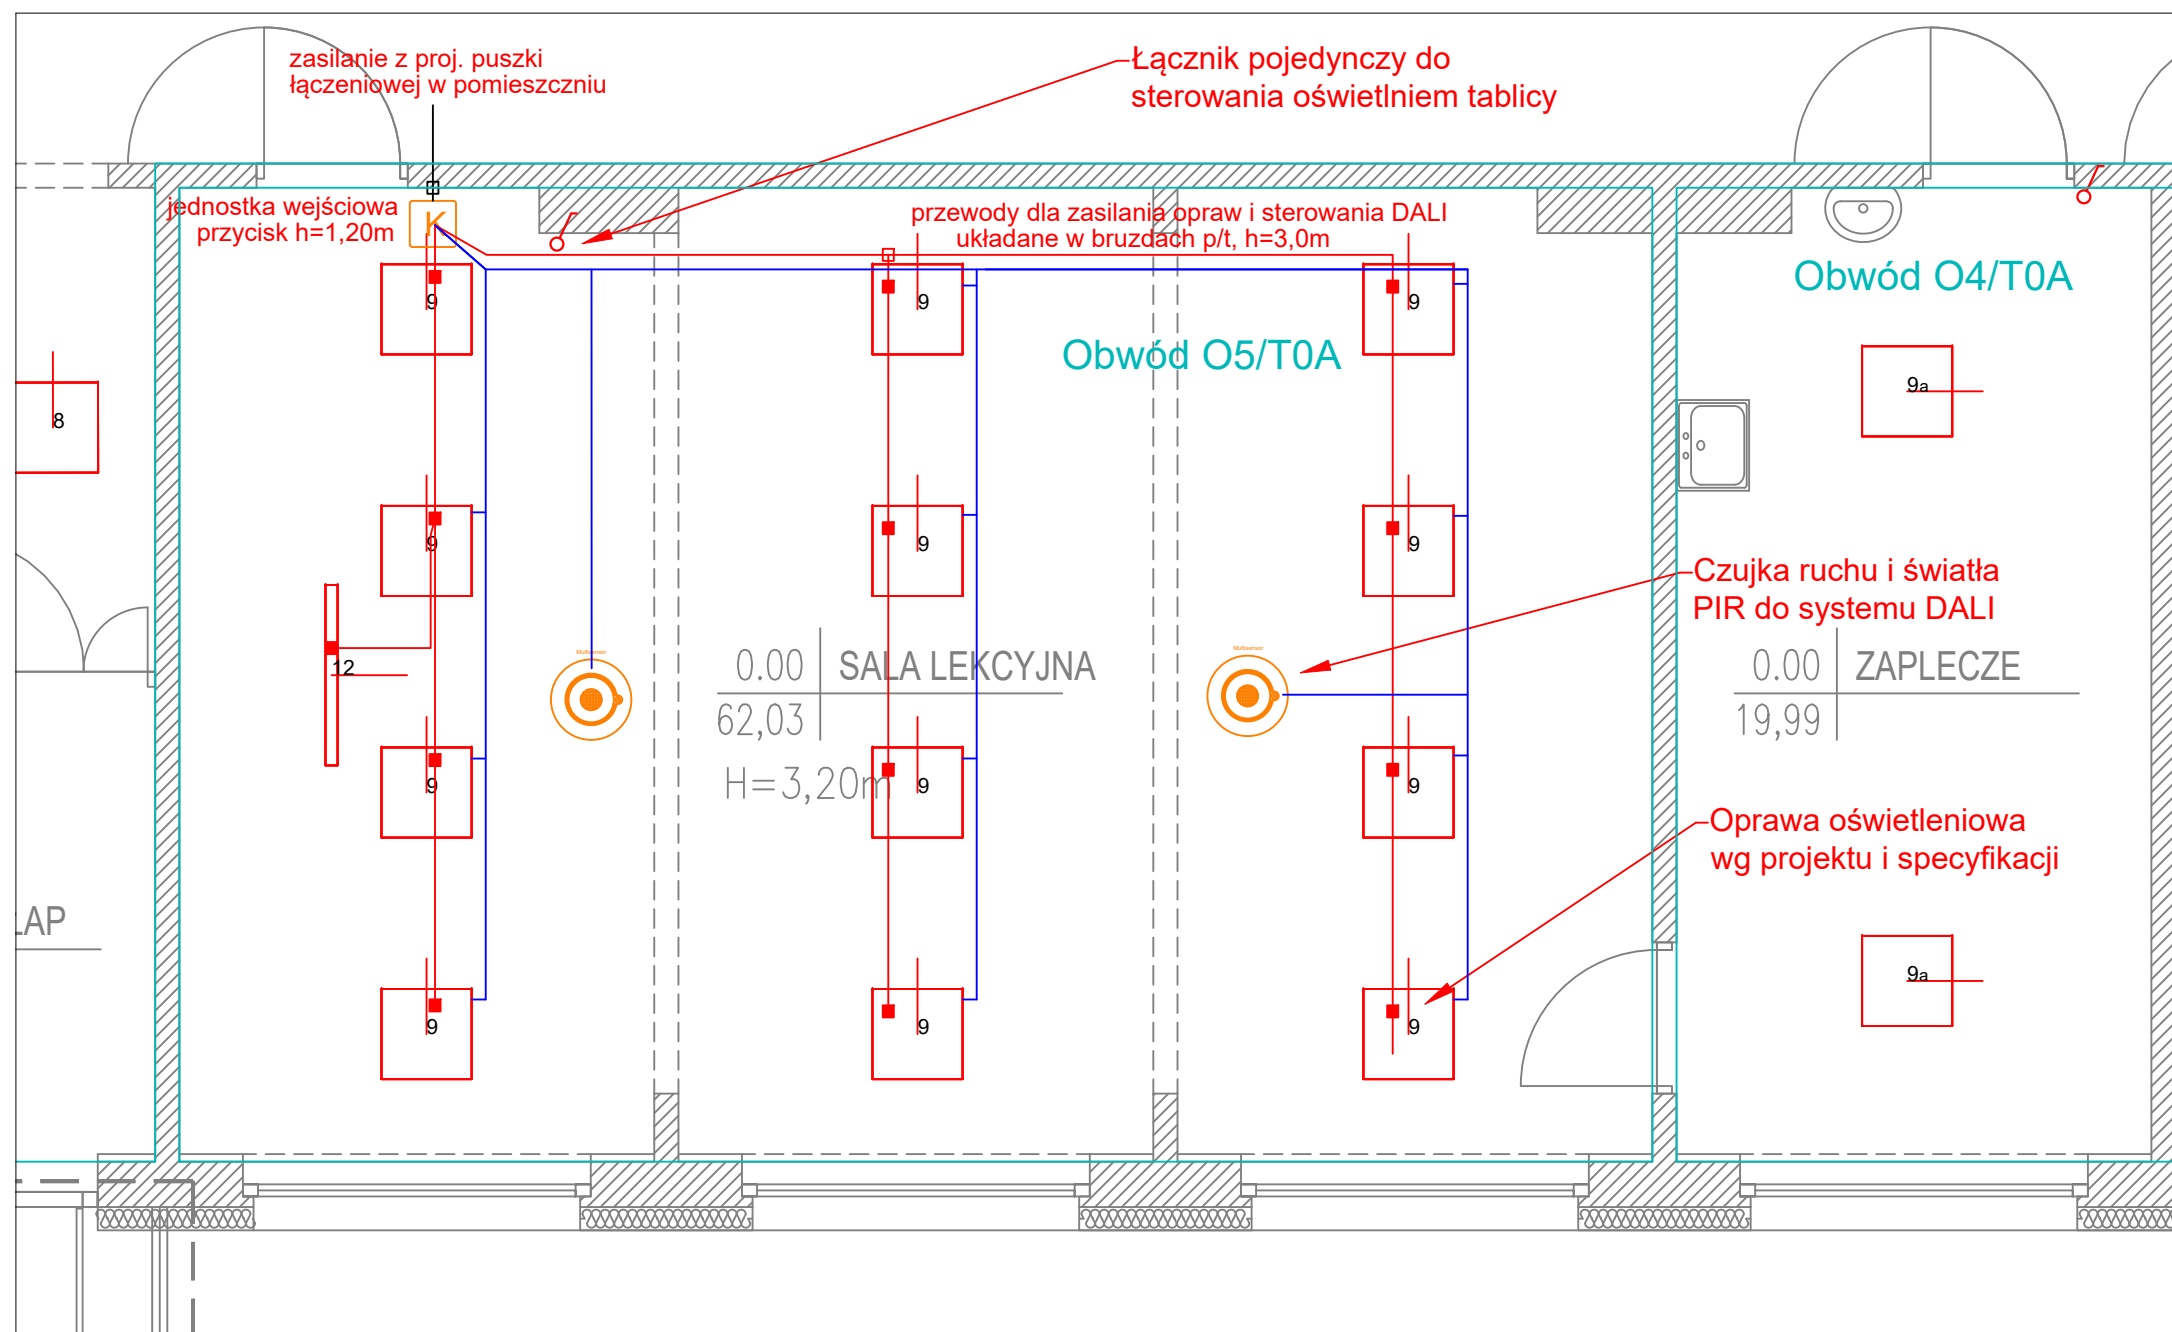 zasilanie z proj. puszki
łączeniowej w pomieszczniu
Łącznik pojedynczy do
sterowania oświetlniem tablicy
jednostka wejściowa
przycisk h=1,20m
K
przewody dla zasilania opraw i sterowania DALI
układane w bruzdach p/t, h=3,0m
Obwód O4/T0A
9
9
9
Obwód O5/T0A
9a
8
9
9
9
Czujka ruchu i światła
PIR do systemu DALI
Multisensor
Multisensor
12
0.00 SALA LEKCYJNA
62,03
H=3,20m
0.00 ZAPLECZE
19,99
9
9
9
Oprawa oświetleniowa
wg projektu i specyfikacji
ŁAP
9a
9
9
9